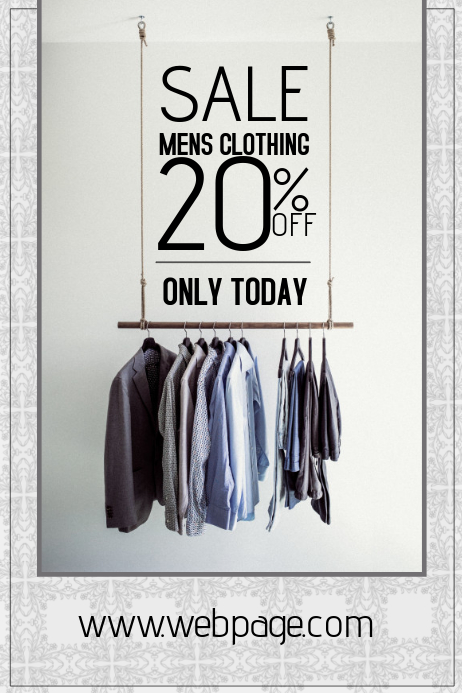 SALE
MENS CLOTHING
20%
OFF
ONLY TODAY
www.webpage.com